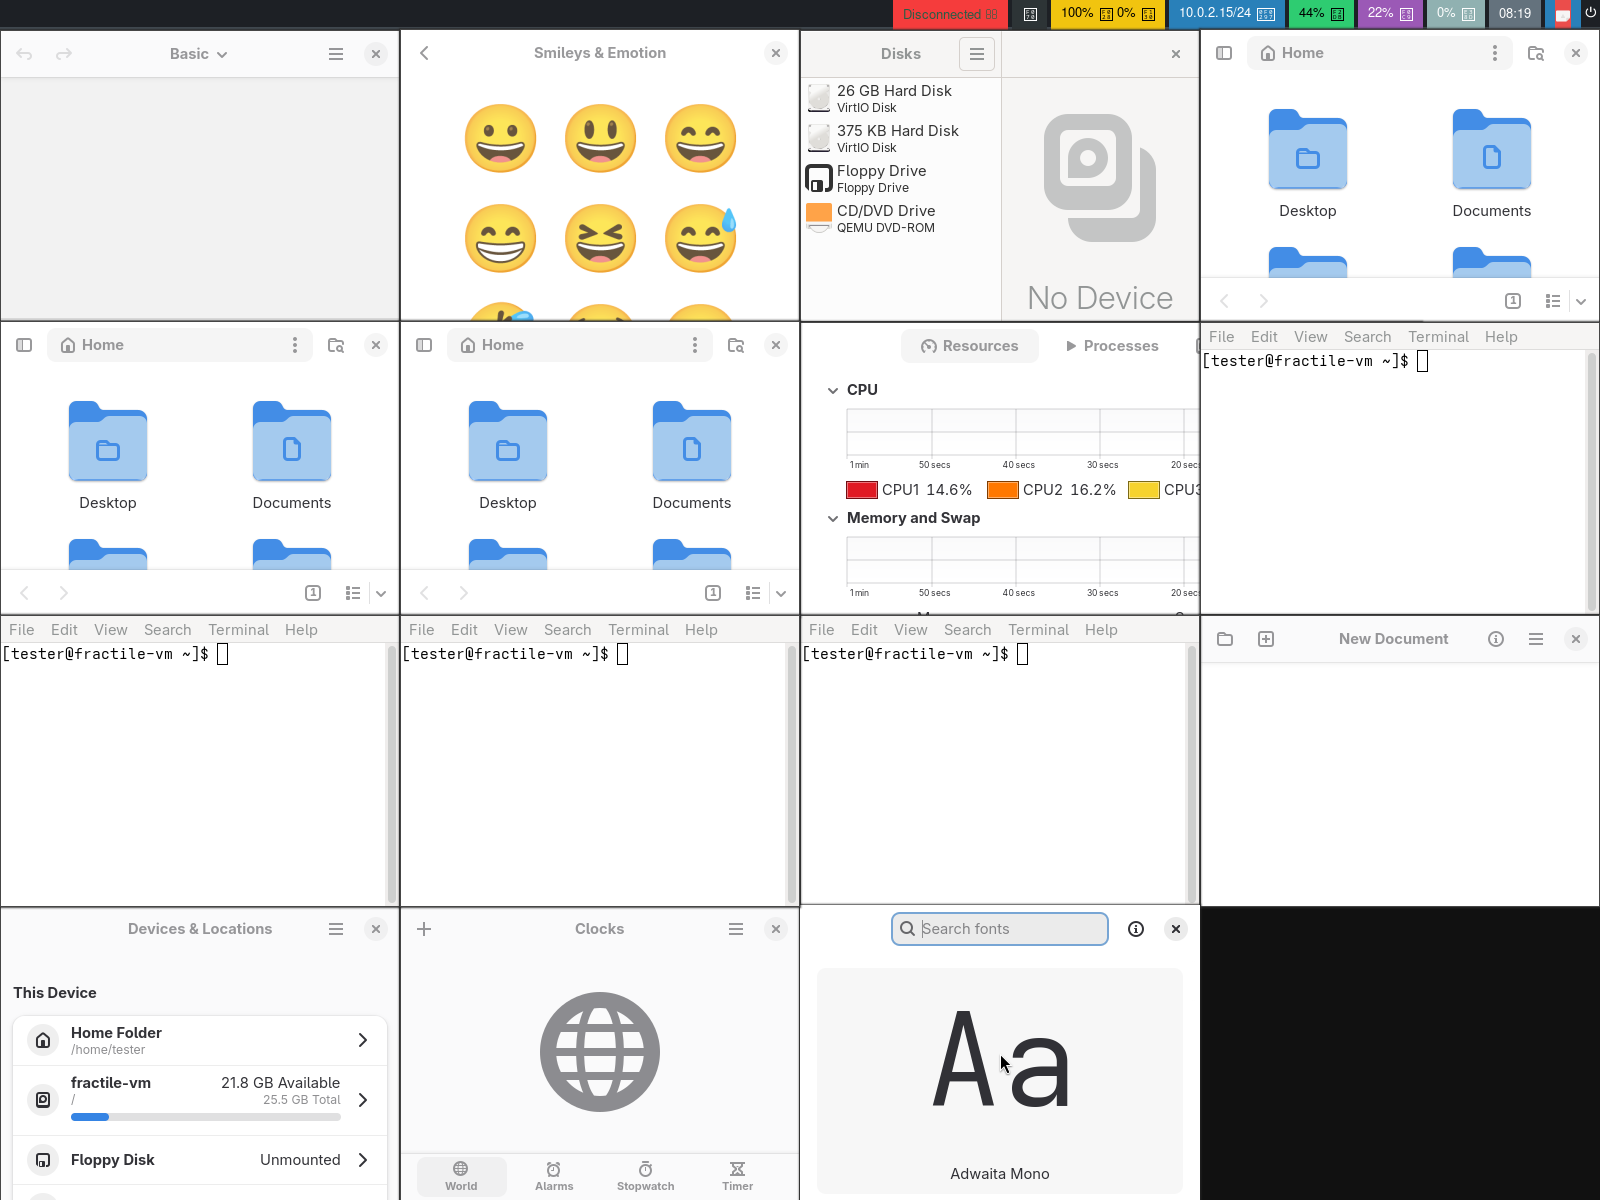 Disconnected
100% 0%
10.0.2.15/24
44%
22%
0%
08:19
Basic
Smileys & Emotion
Disks
26 GB Hard Disk
VirtIO Disk
375 KB Hard Disk
VirtIO Disk
Floppy Drive
Floppy Drive
CD/DVD Drive
QEMU DVD-ROM
No Device
Home
Desktop
Documents
1
Home
Desktop
Documents
1
Home
Desktop
Documents
1
Resources
Processes
CPU
1 min 50 secs 40 secs 30 secs 20 secs
CPU1 14.6% CPU2 16.2% CPU3
Memory and Swap
1 min 50 secs 40 secs 30 secs 20 secs
File Edit View Search Terminal Help
[tester@fractile-vm ~]$
File Edit View Search Terminal Help
[tester@fractile-vm ~]$
File Edit View Search Terminal Help
[tester@fractile-vm ~]$
File Edit View Search Terminal Help
[tester@fractile-vm ~]$
New Document
Devices & Locations
This Device
Home Folder
/home/tester
fractile-vm 21.8 GB Available
/ 25.5 GB Total
Floppy Disk Unmounted
Clocks
World Alarms Stopwatch Timer
Search fonts
Aa
Adwaita Mono